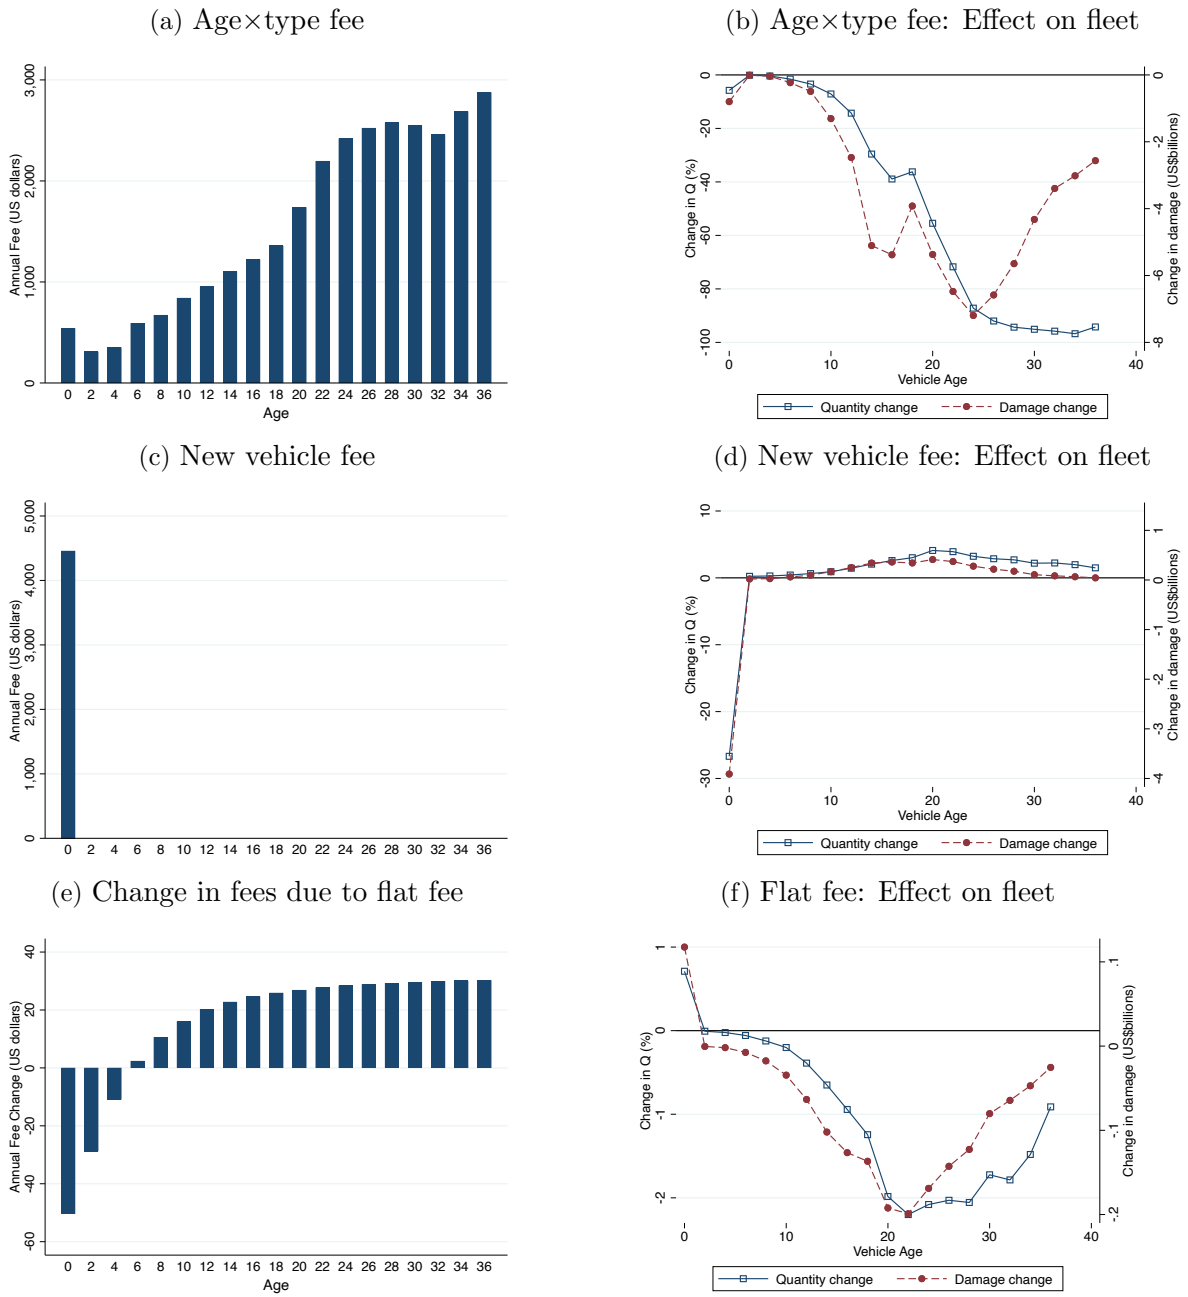 (a) Age×type fee
Annual Fee (US dollars)
3,000
2,000
1,000
0
0 2 4 6 8 10 12 14 16 18 20 22 24 26 28 30 32 34 36
Age
(b) Age×type fee: Effect on fleet
Change in Q (%)
0
-20
-40
-60
-80
-100
0
-2
-4
-6
-8
Change in damage (US$billions)
0 10 20 30 40
Vehicle Age
Quantity change Damage change
(c) New vehicle fee
Annual Fee (US dollars)
5,000
4,000
3,000
2,000
1,000
0
0 2 4 6 8 10 12 14 16 18 20 22 24 26 28 30 32 34 36
(d) New vehicle fee: Effect on fleet
Change in Q (%)
10
0
-10
-20
-30
1
0
-1
-2
-3
-4
Change in damage (US$billions)
0 10 20 30 40
Vehicle Age
Quantity change Damage change
(e) Change in fees due to flat fee
Annual Fee Change (US dollars)
40
20
0
-20
-40
-60
0 2 4 6 8 10 12 14 16 18 20 22 24 26 28 30 32 34 36
Age
(f) Flat fee: Effect on fleet
Change in Q (%)
1
0
-1
-2
.1
0
-.1
-.2
Change in damage (US$billions)
0 10 20 30 40
Vehicle Age
Quantity change Damage change